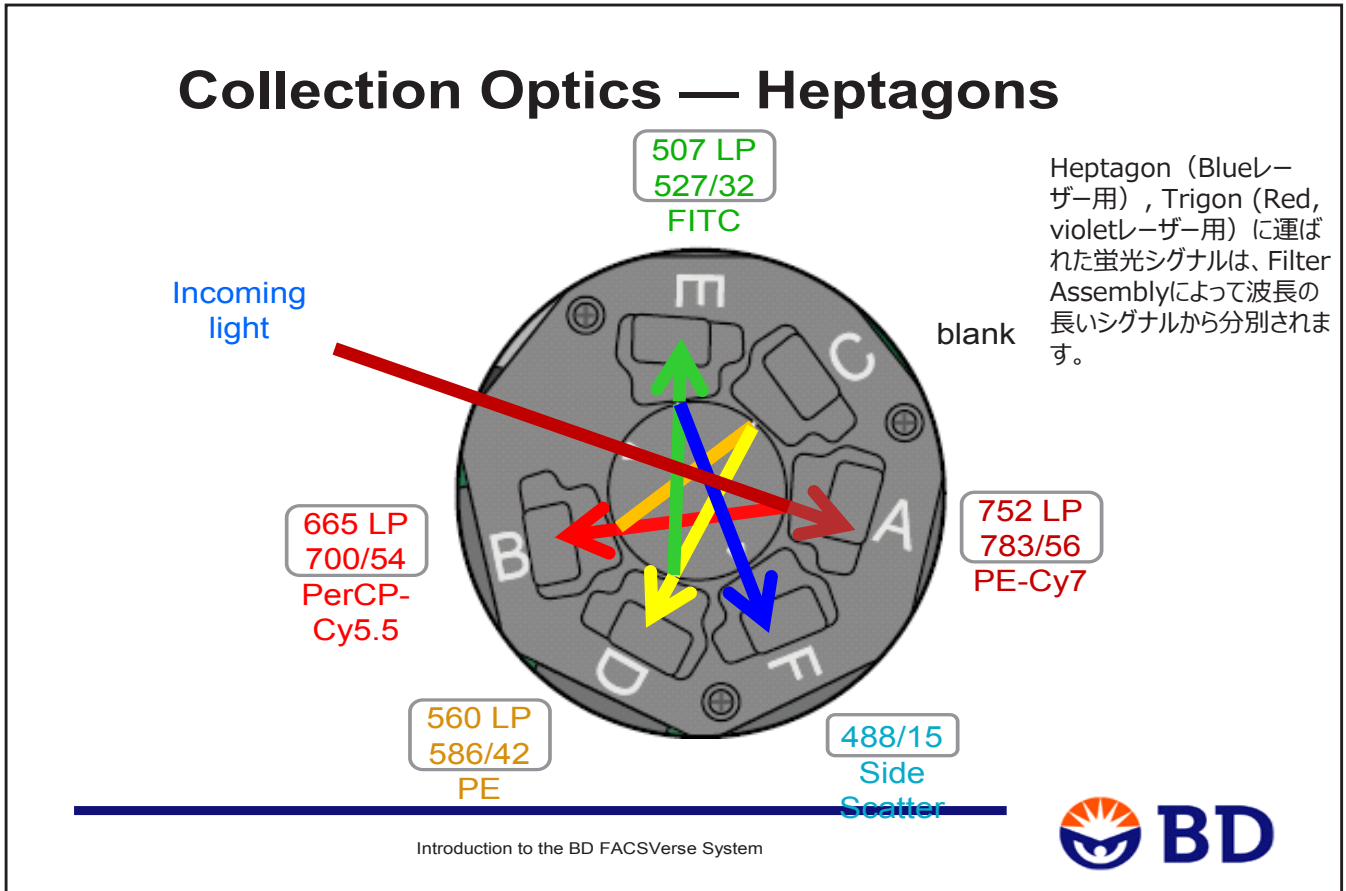 Collection Optics — Heptagons
507 LP
527/32
FITC
Heptagon（Blueレー
ザー用）, Trigon (Red,
violetレーザー用）に運ば
れた蛍光シグナルは、Filter
Assemblyによって波長の
長いシグナルから分別されま
す。
Incoming
light
blank
E
C
A
B
D
F
665 LP
700/54
PerCP-
Cy5.5
752 LP
783/56
PE-Cy7
560 LP
586/42
PE
488/15
Side
Scatter
Introduction to the BD FACSVerse System
BD